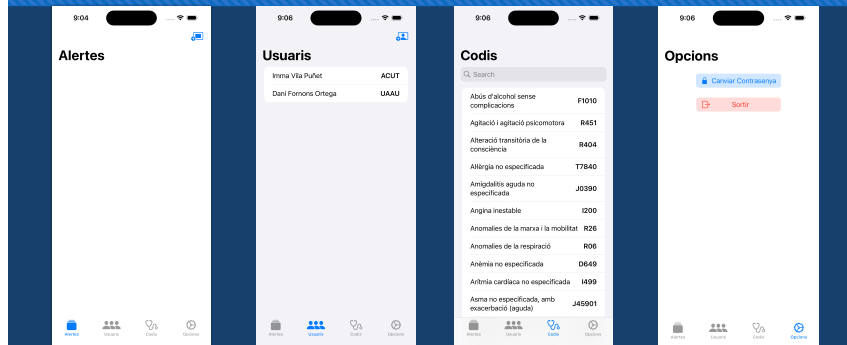 9:04
Alertes
Alertes
Usuaris
Codis
Opcions
9:06
Usuaris
Imma Vila Puñet ACUT
Dani Fornons Ortega UAAU
Alertes
Usuaris
Codis
Opcions
9:06
Codis
Search
Abús d'alcohol sense
complicacions
F1010
Agitació i agitació psicomotora R451
Alteració transitòria de la
consciència
R404
Al·lèrgia no especificada T7840
Amigdalitis aguda no
especificada
J0390
Angina inestable I200
Anomalies de la marxa i la mobilitat R26
Anomalies de la respiració R06
Anèmia no especificada D649
Arítmia cardíaca no especificada I499
Asma no especificada, amb
exacerbació (aguda)
J45901
Alertes
Usuaris
Codis
Opcions
9:06
Opcions
Canviar Contrasenya
Sortir
Alertes
Usuaris
Codis
Opcions